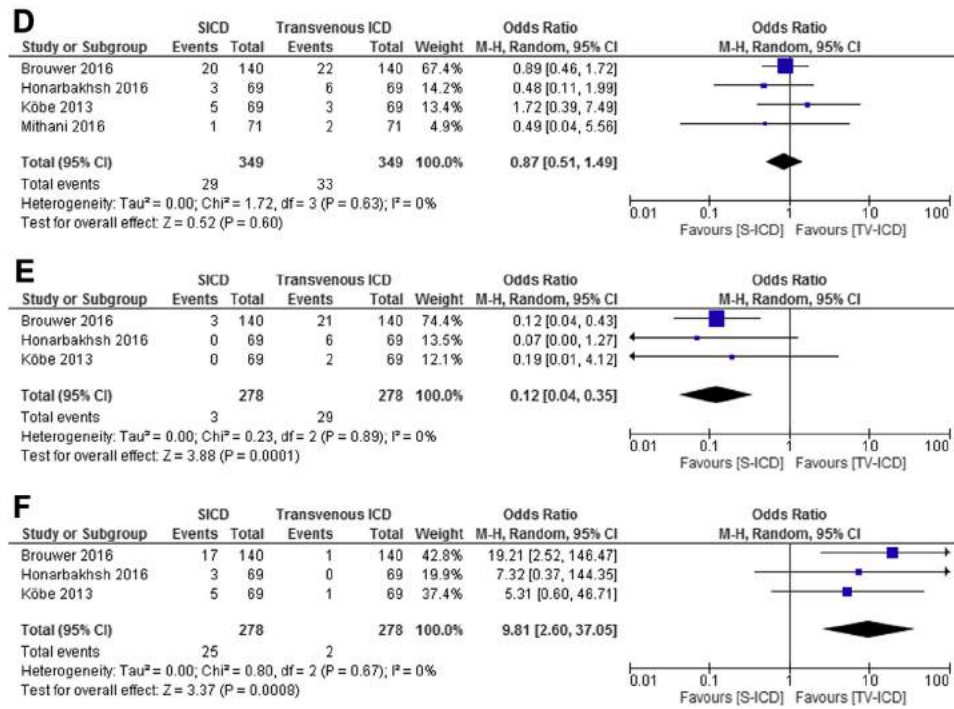 D
SICD Transvenous ICD Odds Ratio Odds Ratio
Study or Subgroup Events Total Events Total Weight M-H, Random, 95% CI M-H, Random, 95% CI
Brouwer 2016 20 140 22 140 67.4% 0.89 [0.46, 1.72]
Honarbakhsh 2016 3 69 6 69 14.2% 0.48 [0.11, 1.99]
Köbe 2013 5 69 3 69 13.4% 1.72 [0.39, 7.49]
Mithani 2016 1 71 2 71 4.9% 0.49 [0.04, 5.56]
Total (95% CI) 349 349 100.0% 0.87 [0.51, 1.49]
Total events 29 33
Heterogeneity: Tau² = 0.00; Chi² = 1.72, df = 3 (P = 0.63); I² = 0%
Test for overall effect: Z = 0.52 (P = 0.60)
0.01 0.1 1 10 100
Favours [S-ICD] Favours [TV-ICD]
E
SICD Transvenous ICD Odds Ratio Odds Ratio
Study or Subgroup Events Total Events Total Weight M-H, Random, 95% CI M-H, Random, 95% CI
Brouwer 2016 3 140 21 140 74.4% 0.12 [0.04, 0.43]
Honarbakhsh 2016 0 69 6 69 13.5% 0.07 [0.00, 1.27]
Köbe 2013 0 69 2 69 12.1% 0.19 [0.01, 4.12]
Total (95% CI) 278 278 100.0% 0.12 [0.04, 0.35]
Total events 3 29
Heterogeneity: Tau² = 0.00; Chi² = 0.23, df = 2 (P = 0.89); I² = 0%
Test for overall effect: Z = 3.88 (P = 0.0001)
0.01 0.1 1 10 100
Favours [S-ICD] Favours [TV-ICD]
F
SICD Transvenous ICD Odds Ratio Odds Ratio
Study or Subgroup Events Total Events Total Weight M-H, Random, 95% CI M-H, Random, 95% CI
Brouwer 2016 17 140 1 140 42.8% 19.21 [2.52, 146.47]
Honarbakhsh 2016 3 69 0 69 19.9% 7.32 [0.37, 144.35]
Köbe 2013 5 69 1 69 37.4% 5.31 [0.60, 46.71]
Total (95% CI) 278 278 100.0% 9.81 [2.60, 37.05]
Total events 25 2
Heterogeneity: Tau² = 0.00; Chi² = 0.80, df = 2 (P = 0.67); I² = 0%
Test for overall effect: Z = 3.37 (P = 0.0008)
0.01 0.1 1 10 100
Favours [S-ICD] Favours [TV-ICD]